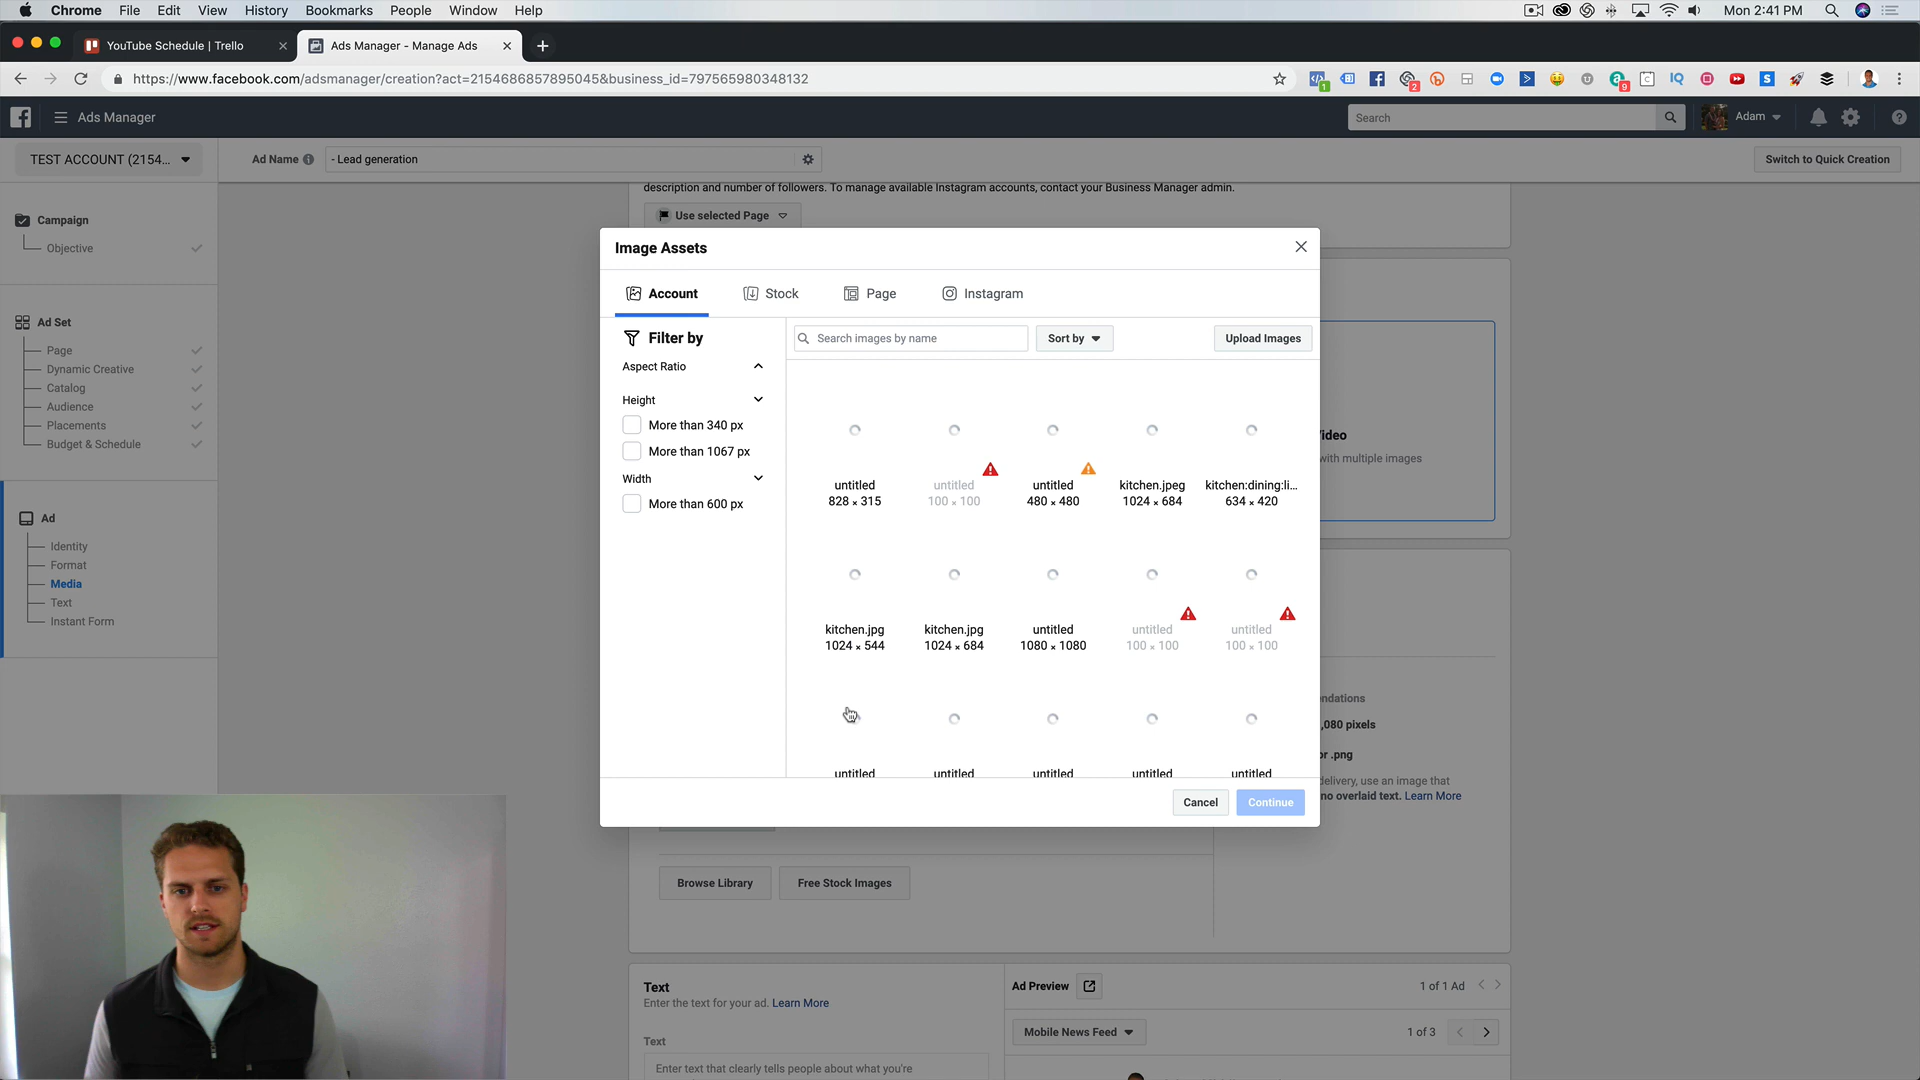 Chrome File Edit View History Bookmarks People Window Help Mon 2:41 PM
YouTube Schedule | Trello Ads Manager - Manage Ads
https://www.facebook.com/adsmanager/creation?act=2154686857895045&business_id=797565980348132
Ads Manager Search Adam
TEST ACCOUNT (2154... Ad Name - Lead generation Switch to Quick Creation
description and number of followers. To manage available Instagram accounts, contact your Business Manager admin.
Use selected Page
Campaign
Objective
Ad Set
Page
Dynamic Creative
Catalog
Audience
Placements
Budget & Schedule
Ad
Identity
Format
Media
Text
Instant Form
Image Assets
Account Stock Page Instagram
Filter by
Aspect Ratio
Height
More than 340 px
More than 1067 px
Width
More than 600 px
Search images by name Sort by Upload Images
untitled untitled untitled kitchen.jpeg kitchen:dining:li...
828 × 315 100 × 100 480 × 480 1024 × 684 634 × 420
kitchen.jpg kitchen.jpg untitled untitled untitled
1024 × 544 1024 × 684 1080 × 1080 100 × 100 100 × 100
untitled untitled untitled untitled untitled
Cancel Continue
with multiple images
,080 pixels
or .png
delivery, use an image that
no overlaid text. Learn More
Browse Library Free Stock Images
Text
Enter the text for your ad. Learn More
Text
Enter text that clearly tells people about what you're
Ad Preview 1 of 1 Ad
Mobile News Feed 1 of 3